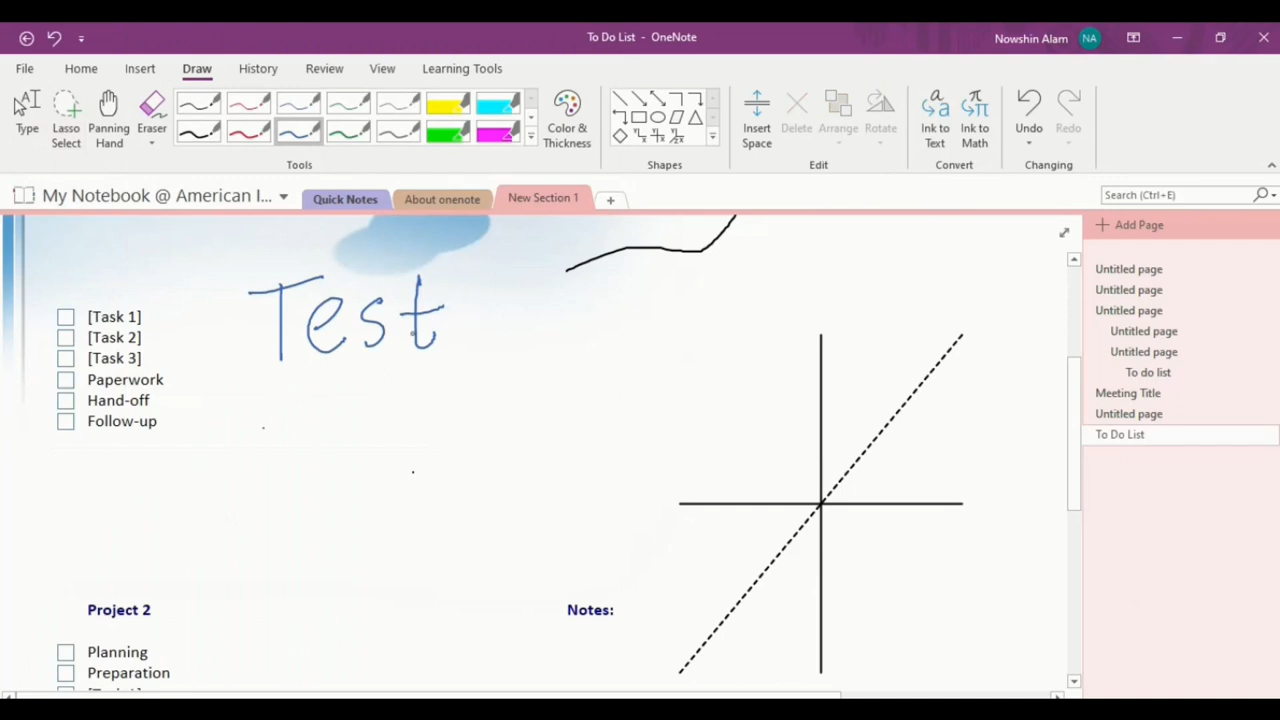 To Do List - OneNote
Nowshin Alam
NA
File Home Insert Draw History Review View Learning Tools
Type
Lasso Select
Panning Hand
Eraser
Color & Thickness
Insert Space
Delete
Arrange
Rotate
Ink to Text
Ink to Math
Undo
Redo
Tools
Shapes
Edit
Convert
Changing
My Notebook @ American I...
Quick Notes
About onenote
New Section 1
+
Search (Ctrl+E)
Add Page
Test
[Task 1]
[Task 2]
[Task 3]
Paperwork
Hand-off
Follow-up
Project 2
Notes:
Planning
Preparation
Untitled page
Untitled page
Untitled page
Untitled page
Untitled page
To do list
Meeting Title
Untitled page
To Do List